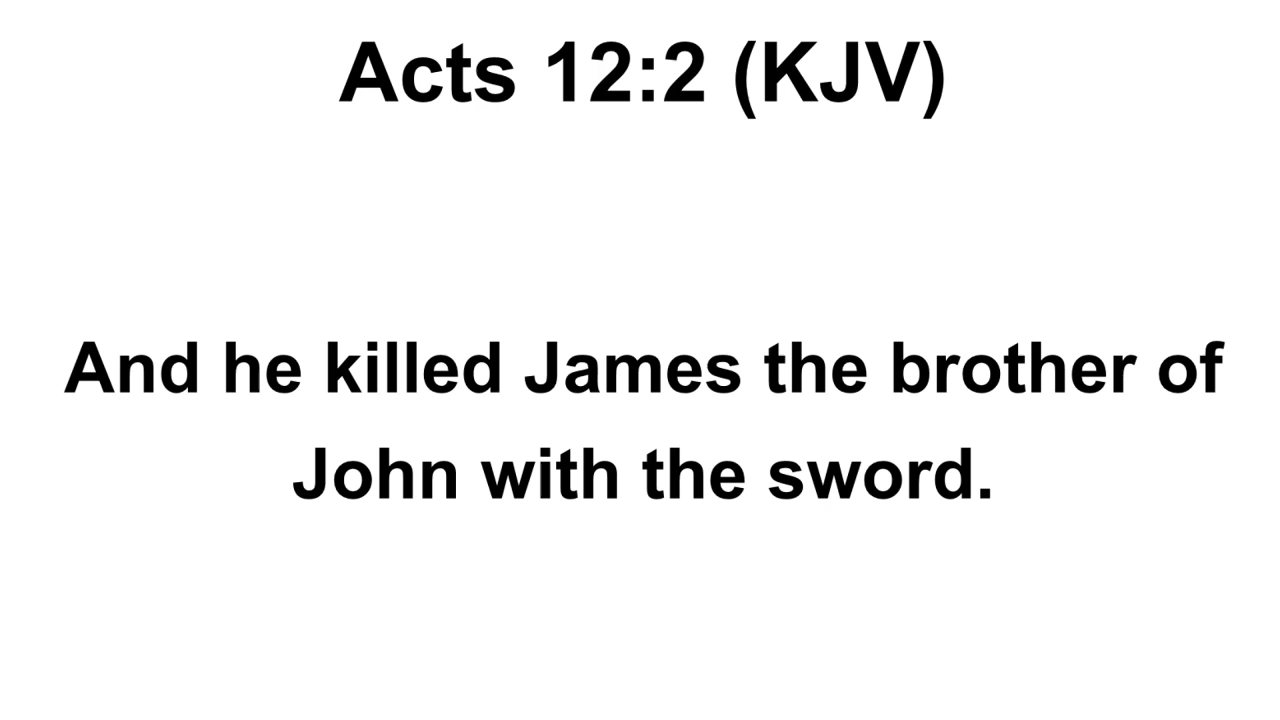 Acts 12:2 (KJV)
And he killed James the brother of
John with the sword.